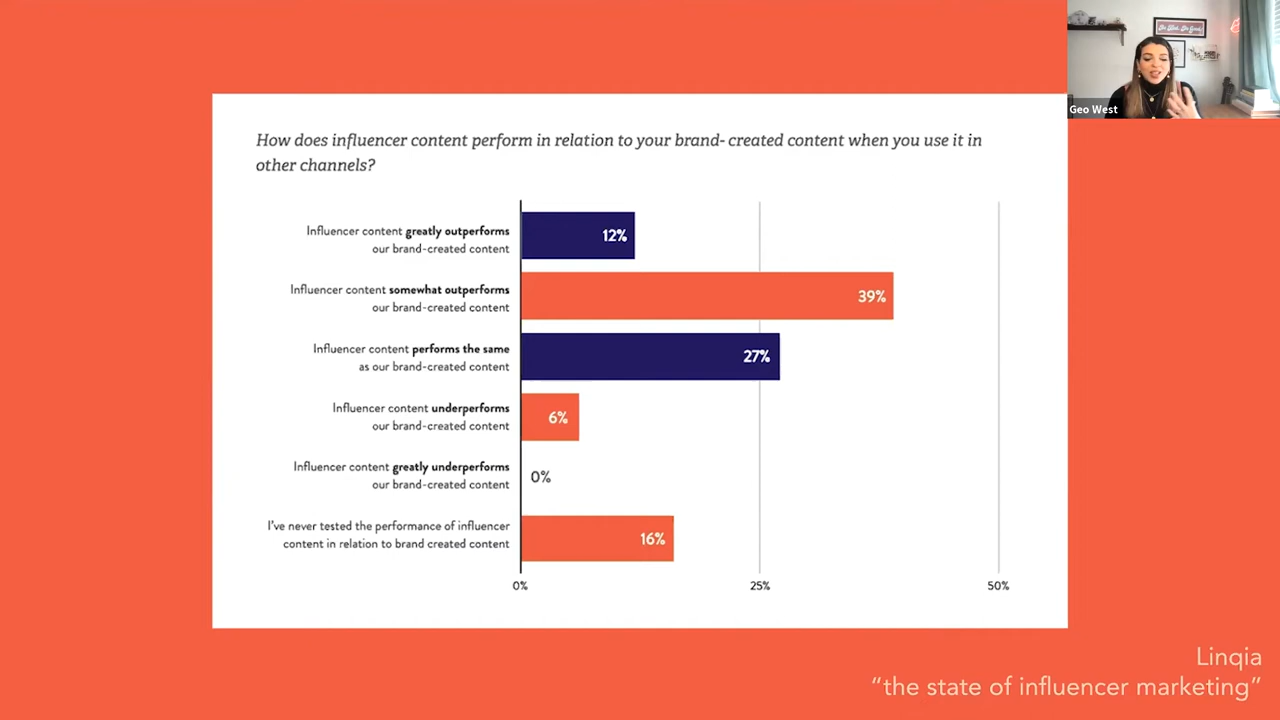 How does influencer content perform in relation to your brand- created content when you use it in
other channels?
Influencer content greatly outperforms
our brand-created content
12%
Influencer content somewhat outperforms
our brand-created content
39%
Influencer content performs the same
as our brand-created content
27%
Influencer content underperforms
our brand-created content
6%
Influencer content greatly underperforms
our brand-created content
0%
I've never tested the performance of influencer
content in relation to brand created content
16%
0%
25%
50%
Geo West
Linqia
“the state of influencer marketing”